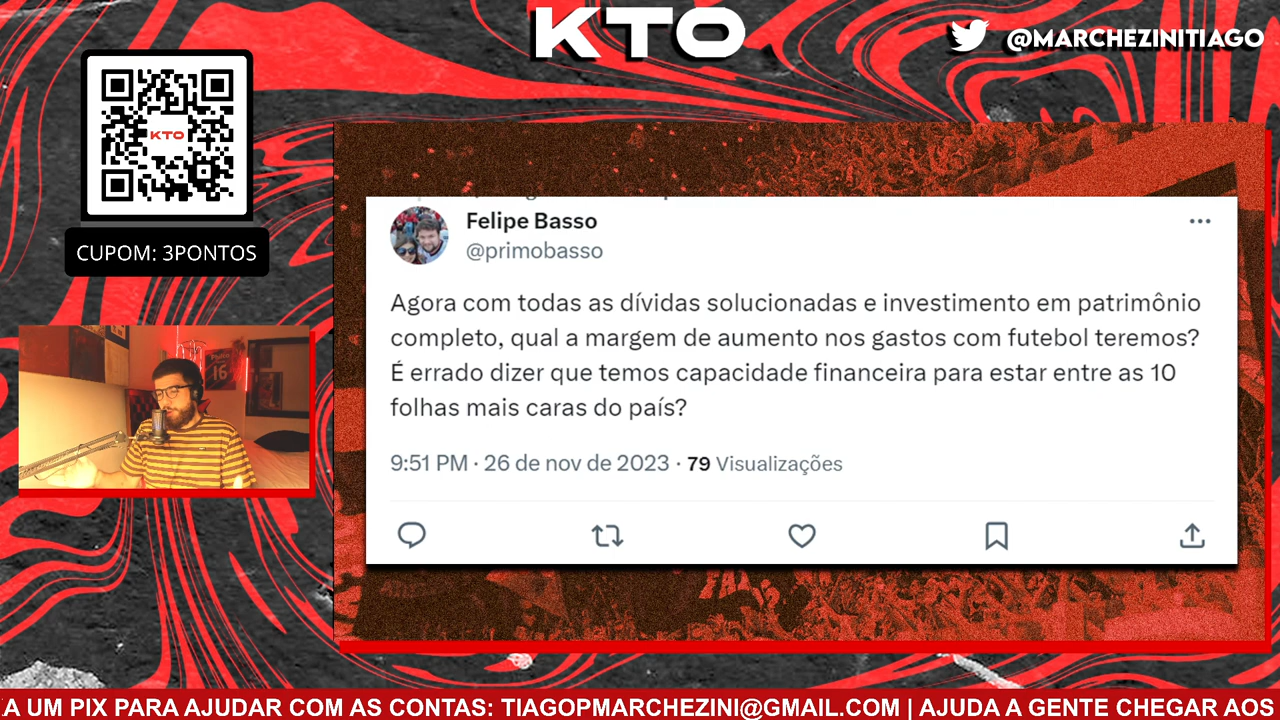 KTO
@MARCHEZINITIAGO
KTO
CUPOM: 3PONTOS
Felipe Basso
@primobasso
Agora com todas as dívidas solucionadas e investimento em patrimônio
completo, qual a margem de aumento nos gastos com futebol teremos?
É errado dizer que temos capacidade financeira para estar entre as 10
folhas mais caras do país?
9:51 PM · 26 de nov de 2023 · 79 Visualizações
16
A UM PIX PARA AJUDAR COM AS CONTAS: TIAGOPMARCHEZINI@GMAIL.COM | AJUDA A GENTE CHEGAR AOS